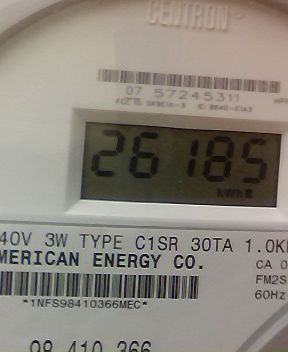 CENTRON
07 57245311
26185
kWh
40V 3W TYPE C1SR 30TA 1.0K
MERICAN ENERGY CO.
CA 0
FM2S
60Hz
*1NFS98410366MEC*
98 410 366